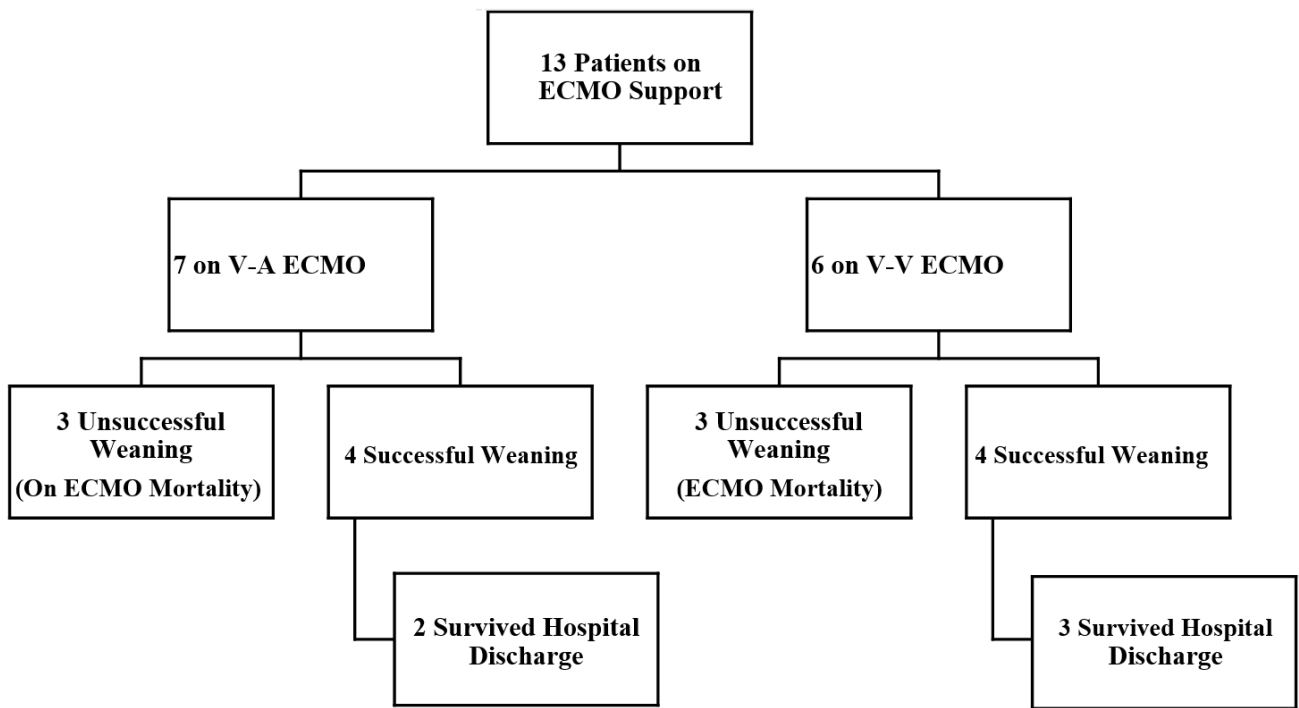 13 Patients on
ECMO Support
7 on V-A ECMO
6 on V-V ECMO
3 Unsuccessful
Weaning
(On ECMO Mortality)
4 Successful Weaning
3 Unsuccessful
Weaning
(ECMO Mortality)
4 Successful Weaning
2 Survived Hospital
Discharge
3 Survived Hospital
Discharge